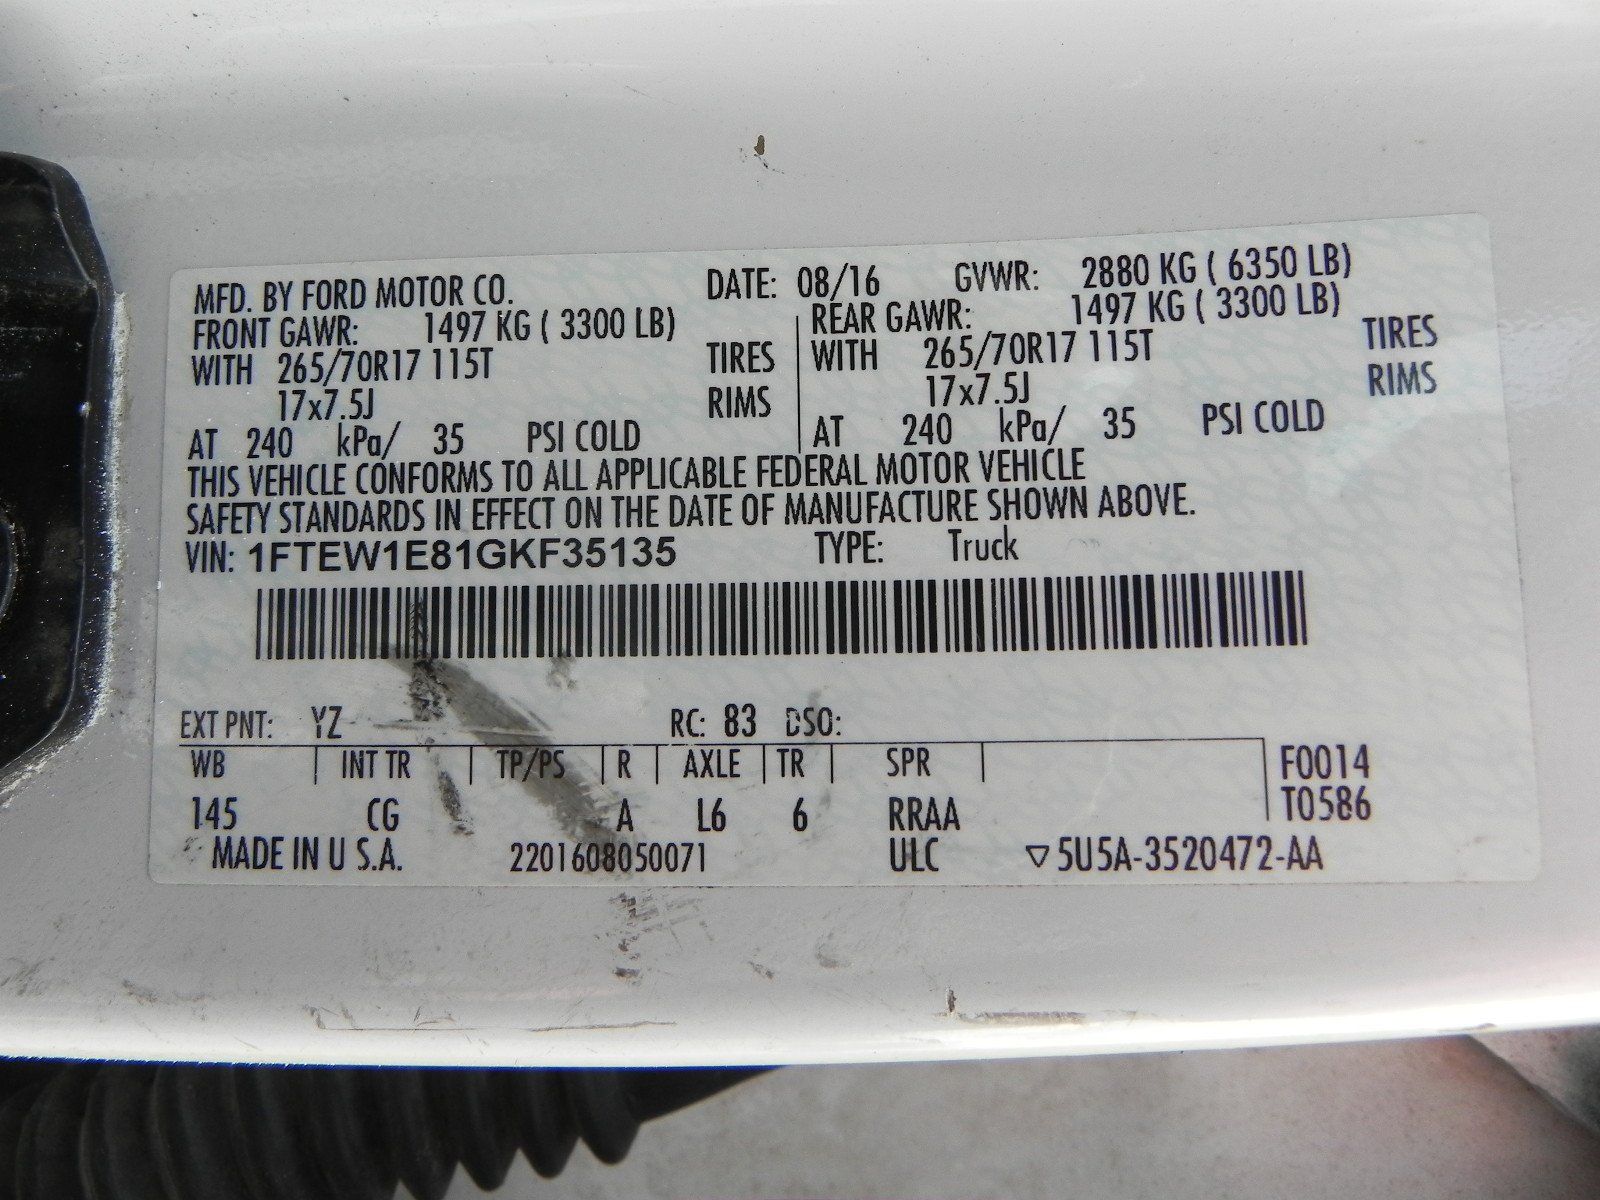 MFD. BY FORD MOTOR CO. DATE: 08/16 GVWR: 2880 KG ( 6350 LB)
FRONT GAWR: 1497 KG ( 3300 LB) REAR GAWR: 1497 KG ( 3300 LB)
WITH 265/70R17 115T TIRES WITH 265/70R17 115T TIRES
17x7.5J RIMS 17x7.5J RIMS
AT 240 kPa/ 35 PSI COLD AT 240 kPa/ 35 PSI COLD
THIS VEHICLE CONFORMS TO ALL APPLICABLE FEDERAL MOTOR VEHICLE
SAFETY STANDARDS IN EFFECT ON THE DATE OF MANUFACTURE SHOWN ABOVE.
VIN: 1FTEW1E81GKF35135 TYPE: Truck
EXT PNT: YZ RC: 83 DSO:
WB INT TR TP/PS R AXLE TR SPR F0014
145 CG A L6 6 RRAA T0586
MADE IN U S.A. 2201608050071 ULC ▽5U5A-3520472-AA